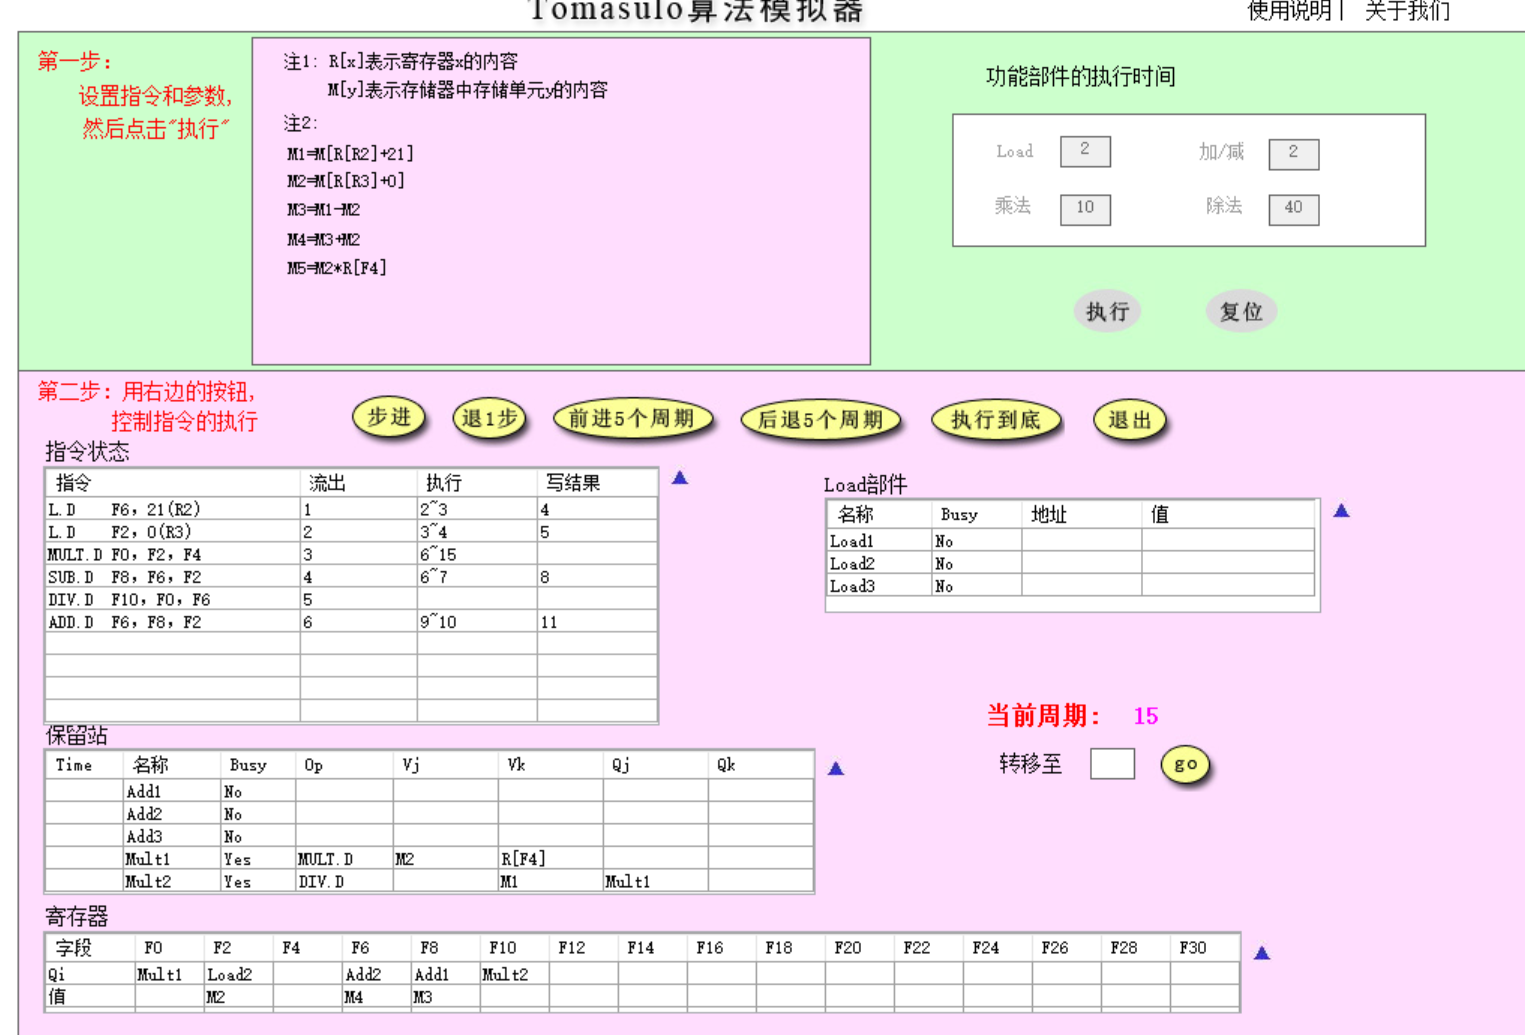 Tomasulo算法模拟器
使用说明| 关于我们
第一步：
设置指令和参数，
然后点击"执行"
注1：R[x]表示寄存器x的内容
M[y]表示存储器中存储单元y的内容
注2：
M1=M[R[R2]+21]
M2=M[R[R3]+0]
M3=M1-M2
M4=M3+M2
M5=M2*R[F4]
功能部件的执行时间
Load 2 加/减 2
乘法 10 除法 40
执行 复位
第二步：用右边的按钮，
控制指令的执行
步进 退1步 前进5个周期 后退5个周期 执行到底 退出
指令状态
指令 流出 执行 写结果
L.D F6, 21(R2) 1 2~3 4
L.D F2, 0(R3) 2 3~4 5
MULT.D F0, F2, F4 3 6~15
SUB.D F8, F6, F2 4 6~7 8
DIV.D F10, F0, F6 5
ADD.D F6, F8, F2 6 9~10 11
Load部件
名称 Busy 地址 值
Load1 No
Load2 No
Load3 No
当前周期： 15
转移至 go
保留站
Time 名称 Busy Op Vj Vk Qj Qk
Add1 No
Add2 No
Add3 No
Mult1 Yes MULT.D M2 R[F4]
Mult2 Yes DIV.D M1 Mult1
寄存器
字段 F0 F2 F4 F6 F8 F10 F12 F14 F16 F18 F20 F22 F24 F26 F28 F30
Qi Mult1 Load2 Add2 Add1 Mult2
值 M2 M4 M3